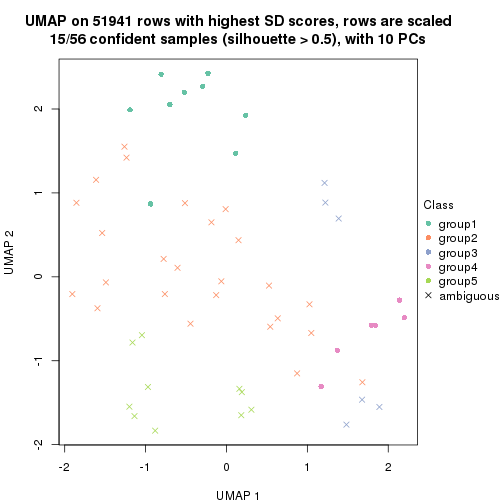 UMAP on 51941 rows with highest SD scores, rows are scaled
15/56 confident samples (silhouette > 0.5), with 10 PCs
UMAP 2
2
1
0
-1
-2
-2
-1
0
1
2
UMAP 1
Class
group1
group2
group3
group4
group5
ambiguous